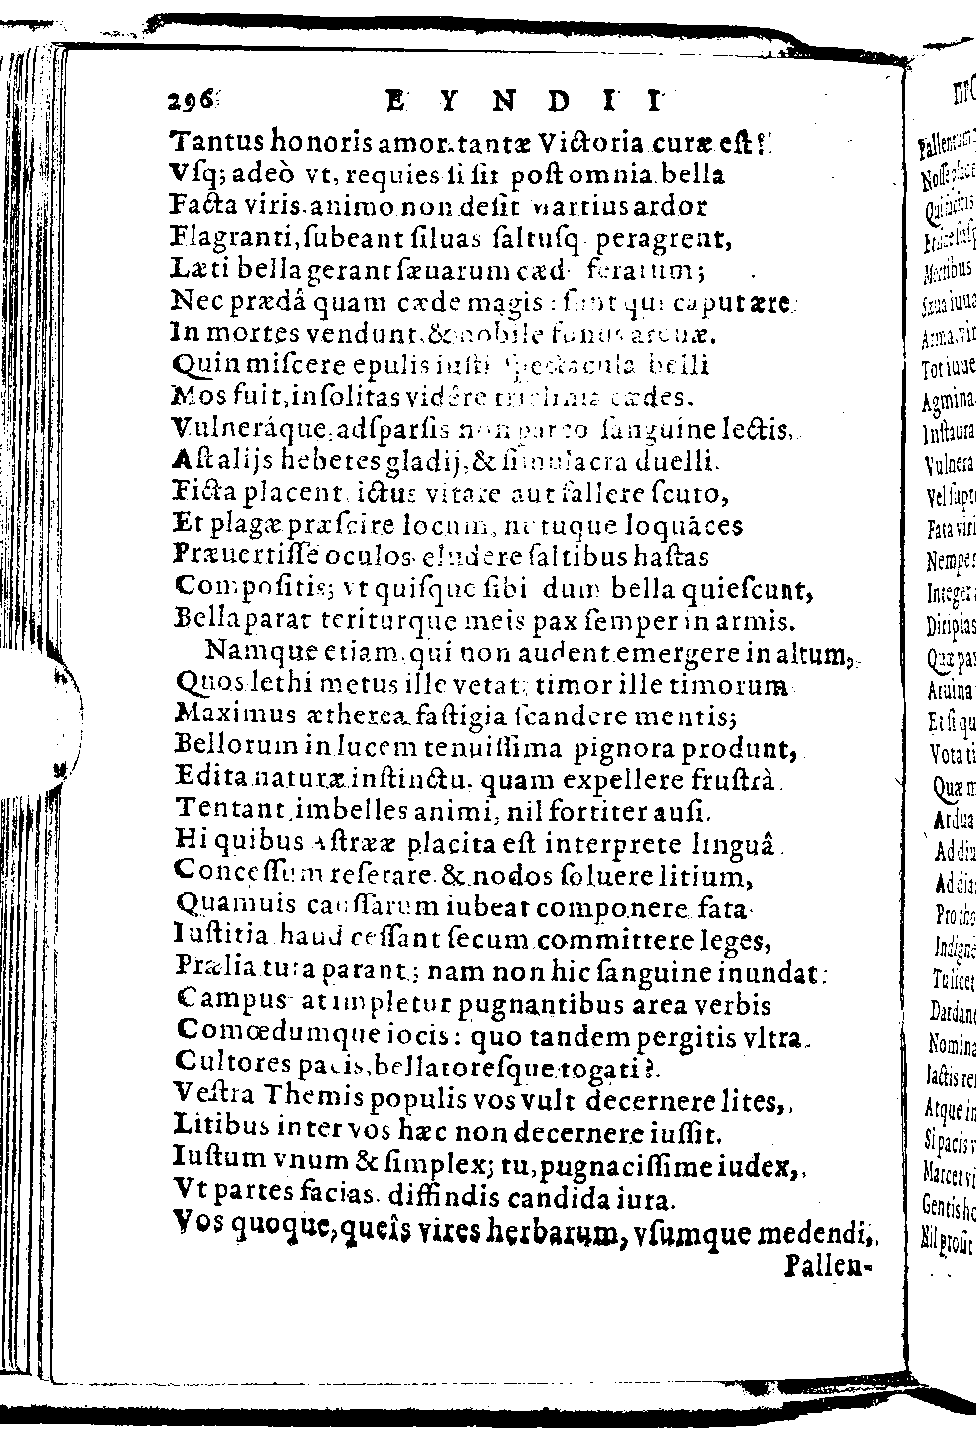 296 EYNDII
Tantus honoris amor. tantæ Victoria curæ est!
Vſq; adeò vt, requies ſi ſit poſt omnia bella
Facta viris. animo non deſit martius ardor
Flagranti, ſubeant ſiluas ſaltuſq. peragrent,
Læti bella gerant ſæuarum cæd ferarum;
Nec prædâ quam cæde magis: ſunt qui caput ære
In mortes vendunt. & nobile funus arenæ.
Quin miſcere epulis iuſti ſpectacula belli
Mos fuit, inſolitas vidêre triclinia cædes.
Vulneráque, adſparſis non parco ſanguine lectis,
Aſt alijs hebetes gladij, & ſimulacra duelli.
Ficta placent, ictus vitare aut fallere ſcuto,
Et plagæ præſcire locum, nutuque loquâces
Præuertiſſe oculos. eludere ſaltibus haſtas
Compoſitis; vt quiſque ſibi dum bella quieſcunt,
Bella parat teriturque meis pax ſemper in armis.
Namque etiam, qui non audent emergere in altum,
Quos lethi metus ille vetat, timor ille timorum
Maximus ætherea faſtigia ſcandere mentis;
Bellorum in lucem tenuiſſima pignora produnt,
Edita naturæ inſtinctu. quam expellere fruſtrà
Tentant imbelles animi, nil fortiter auſi.
Hi quibus Aſtrææ placita eſt interprete linguâ
Conceſſum reſerare. & nodos ſoluere litium,
Quamuis cauſſarum iubeat componere fata
Iuſtitia haud ceſſant ſecum committere leges,
Prælia tuta parant; nam non hic ſanguine inundat
Campus at impletur pugnantibus area verbis
Comœdumque iocis: quo tandem pergitis vltra.
Cultores pacis, bellatoreſque togati?
Veſtra Themis populis vos vult decernere lites,
Litibus inter vos hæc non decernere iuſſit.
Iuſtum vnum & ſimplex; tu, pugnaciſſime iudex,
Vt partes facias. diffindis candida iura.
Vos quoque, queîs vires herbarum, vſumque medendi,
Pallen-